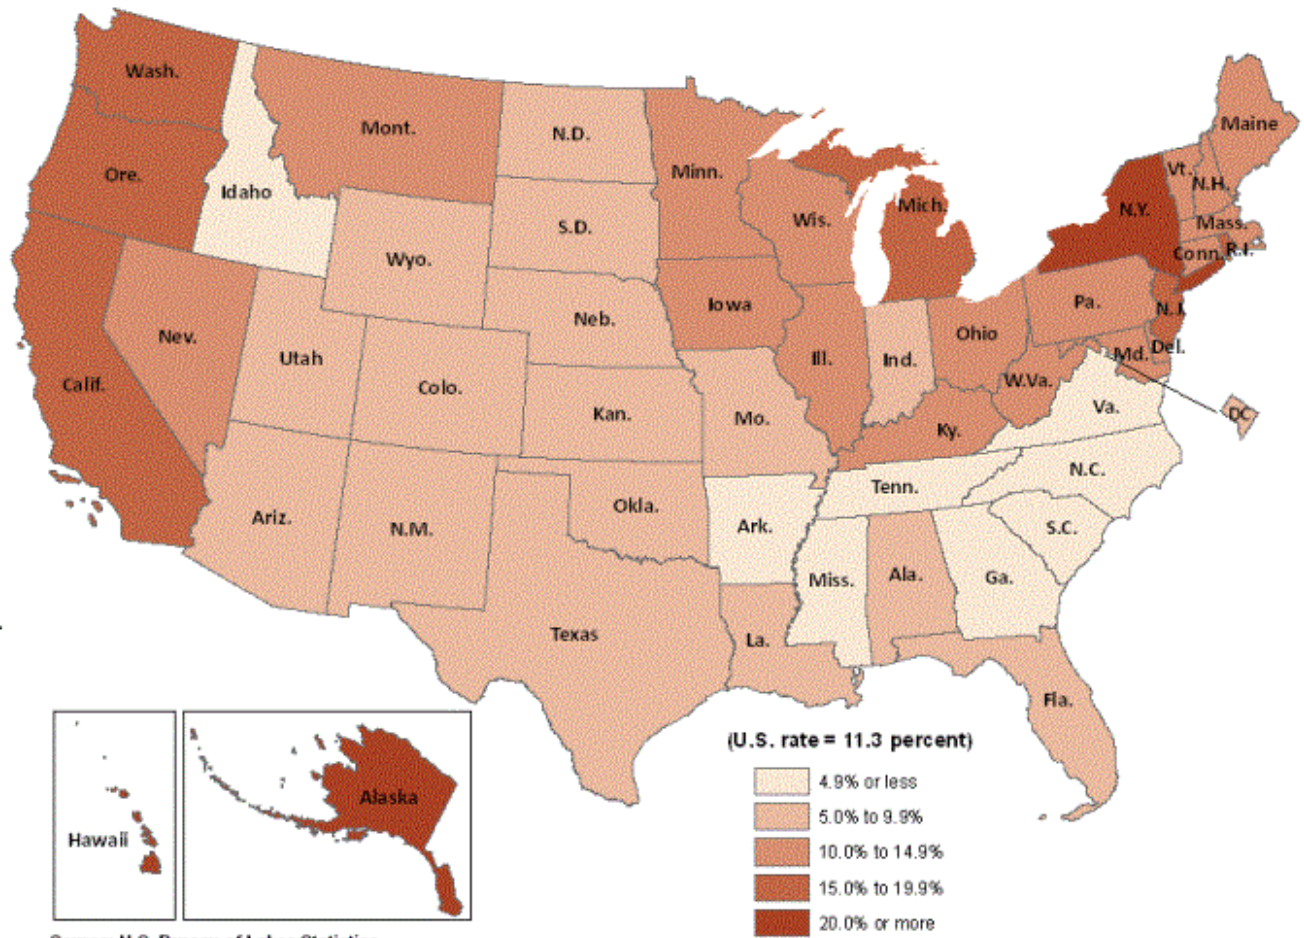 Wash.
Mont.
N.D.
Minn.
Maine
Ore.
Idaho
Vt.
N.H.
S.D.
Wis.
Mich.
N.Y.
Mass.
Wyo.
Conn.
R.I.
Neb.
Iowa
Pa.
N.J.
Nev.
Utah
Ill.
Ind.
Ohio
Md.
Del.
Calif.
Colo.
Kan.
Mo.
W.Va.
Va.
DC
Ky.
N.C.
Ariz.
N.M.
Okla.
Ark.
Tenn.
S.C.
Miss.
Ala.
Ga.
Texas
La.
Fla.
(U.S. rate = 11.3 percent)
4.9% or less
5.0% to 9.9%
10.0% to 14.9%
15.0% to 19.9%
20.0% or more
Alaska
Hawaii